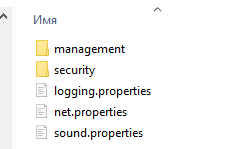 Имя
management
security
logging.properties
net.properties
sound.properties